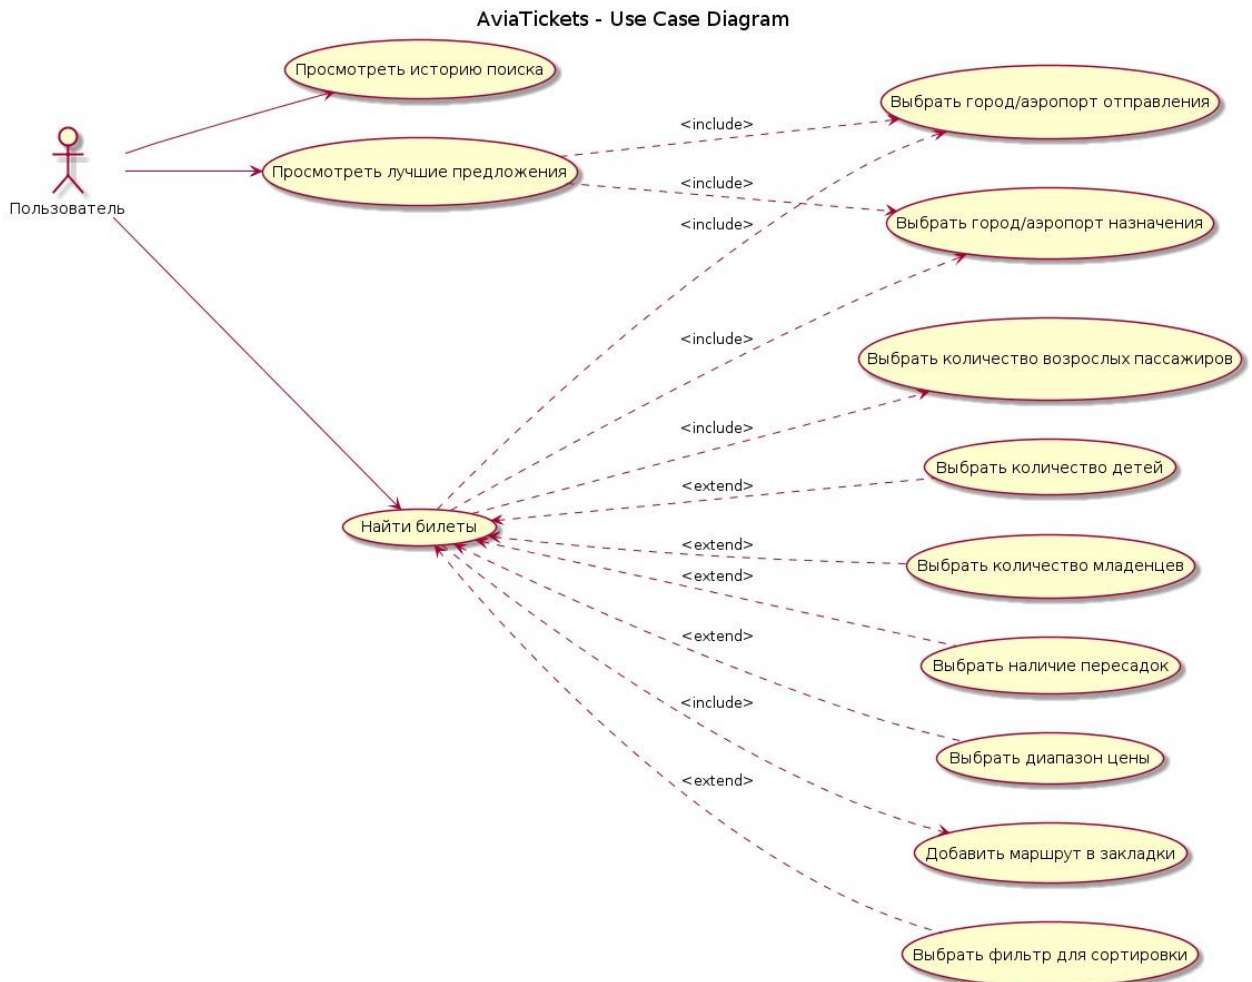 AviaTickets - Use Case Diagram
Просмотреть историю поиска
Выбрать город/аэропорт отправления
<include>
Просмотреть лучшие предложения
<include>
Пользователь
<include>
Выбрать город/аэропорт назначения
<include>
Выбрать количество возрослых пассажиров
<include>
Выбрать количество детей
<extend>
Найти билеты
<extend>
Выбрать количество младенцев
<extend>
<extend>
Выбрать наличие пересадок
<include>
Выбрать диапазон цены
<extend>
Добавить маршрут в закладки
Выбрать фильтр для сортировки